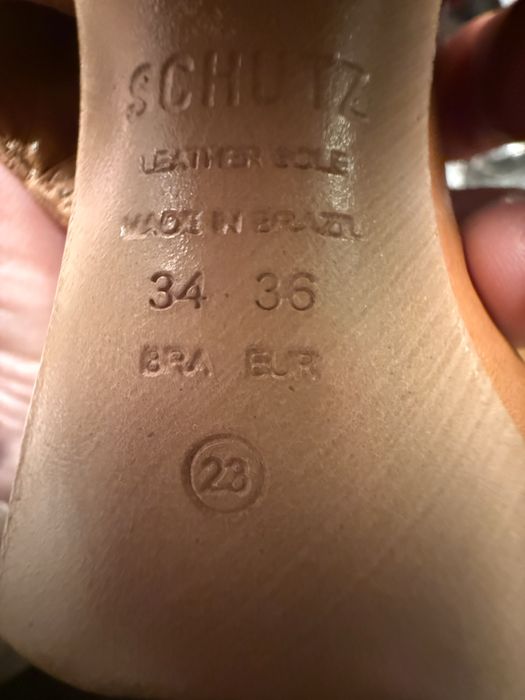 SCHUTZ
LEATHER SOLE
MADE IN BRAZIL
34 36
BRA EUR
23